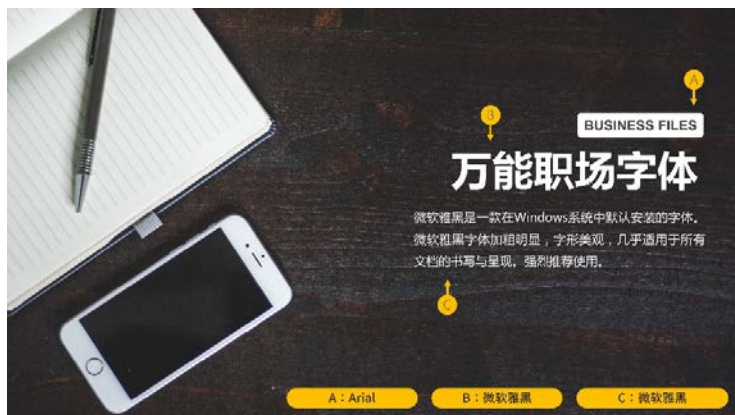 A
BUSINESS FILES
B
万能职场字体
微软雅黑是一款在Windows系统中默认安装的字体。
微软雅黑字体加粗明显，字形美观，几乎适用于所有
文档的书写与呈现。强烈推荐使用。
C
A：Arial
B：微软雅黑
C：微软雅黑